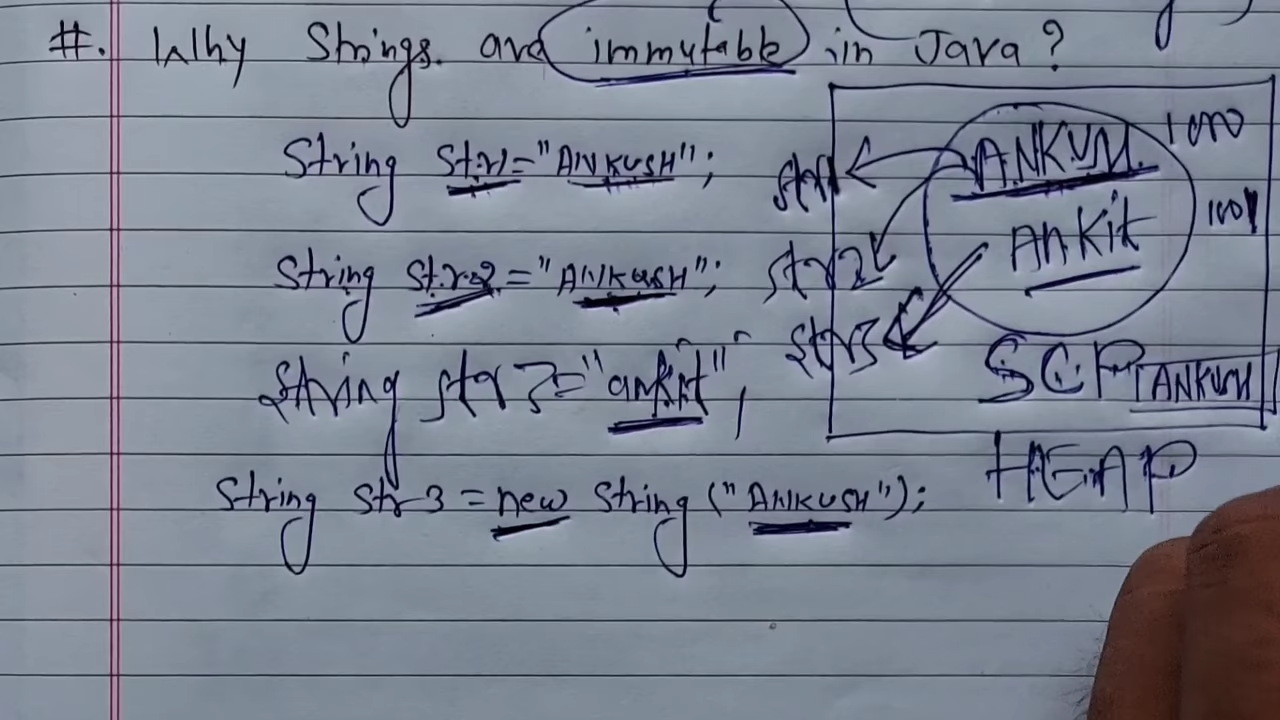 #. Why Strings are immutable in Java?
String Str1="ANKUSH";
str1 ANKUSH 1000
Ankit 1001
String Str2="ANKUSH"; str2
String str3="ankit"; str3
SCP ANKUSH
HEAP
String Str3 = new String ("ANKUSH");